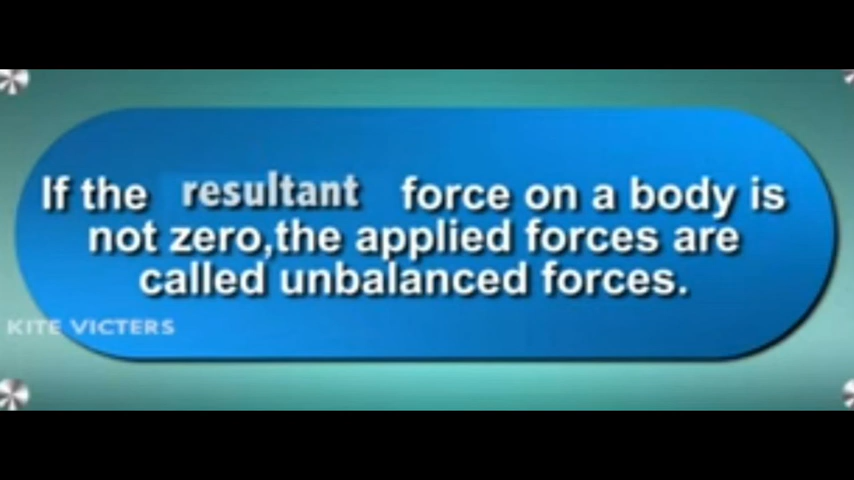 If the resultant force on a body is
not zero,the applied forces are
called unbalanced forces.
KITE VICTERS